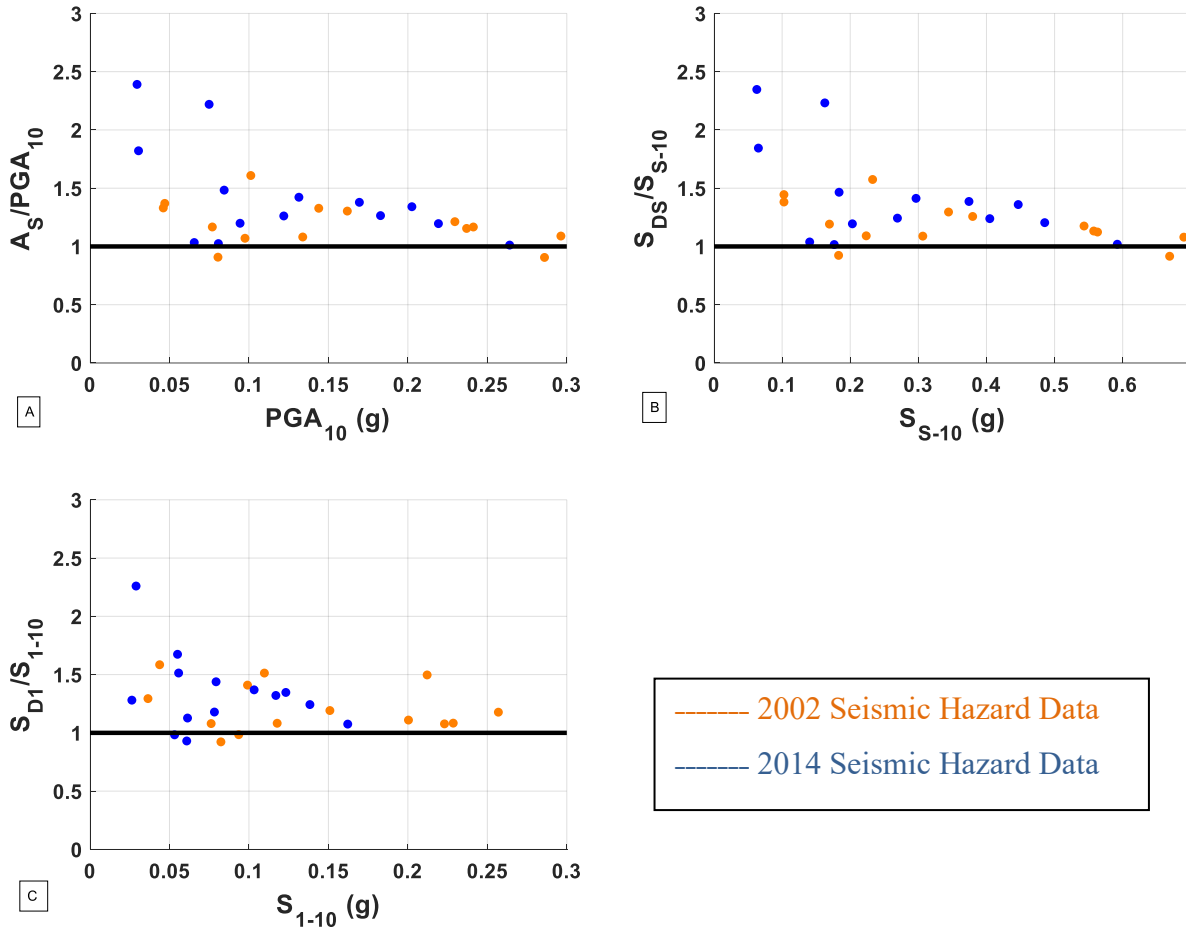 3
2.5
2
1.5
1
0.5
0
A_S/PGA_10
0 0.05 0.1 0.15 0.2 0.25 0.3
PGA_10 (g)
A
3
2.5
2
1.5
1
0.5
0
S_DS/S_S-10
0 0.1 0.2 0.3 0.4 0.5 0.6
S_S-10 (g)
B
3
2.5
2
1.5
1
0.5
0
S_D1/S_1-10
0 0.05 0.1 0.15 0.2 0.25 0.3
S_1-10 (g)
C
------- 2002 Seismic Hazard Data
------- 2014 Seismic Hazard Data